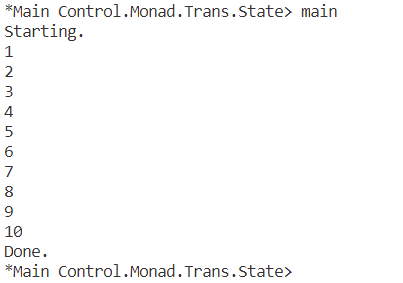 *Main Control.Monad.Trans.State> main
Starting.
1
2
3
4
5
6
7
8
9
10
Done.
*Main Control.Monad.Trans.State>